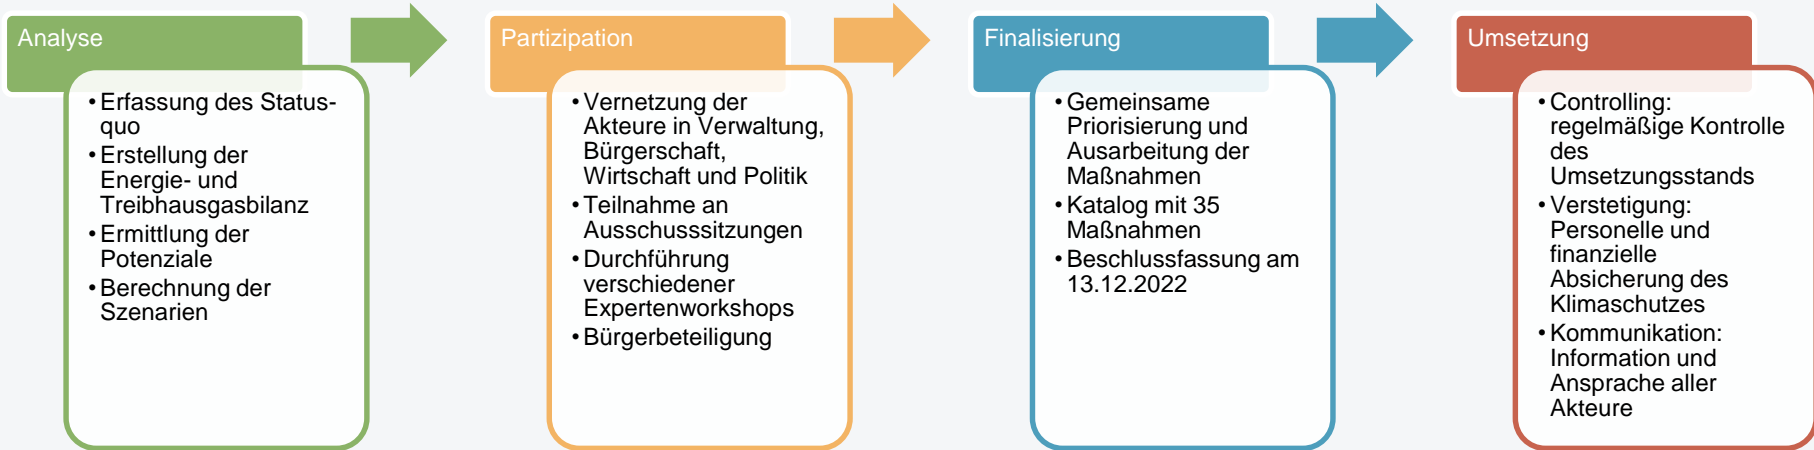 Analyse
• Erfassung des Status-
quo
• Erstellung der
Energie- und
Treibhausgasbilanz
• Ermittlung der
Potenziale
• Berechnung der
Szenarien
Partizipation
• Vernetzung der
Akteure in Verwaltung,
Bürgerschaft,
Wirtschaft und Politik
• Teilnahme an
Ausschusssitzungen
• Durchführung
verschiedener
Expertenworkshops
• Bürgerbeteiligung
Finalisierung
• Gemeinsame
Priorisierung und
Ausarbeitung der
Maßnahmen
• Katalog mit 35
Maßnahmen
• Beschlussfassung am
13.12.2022
Umsetzung
• Controlling:
regelmäßige Kontrolle
des
Umsetzungsstands
• Verstetigung:
Personelle und
finanzielle
Absicherung des
Klimaschutzes
• Kommunikation:
Information und
Ansprache aller
Akteure